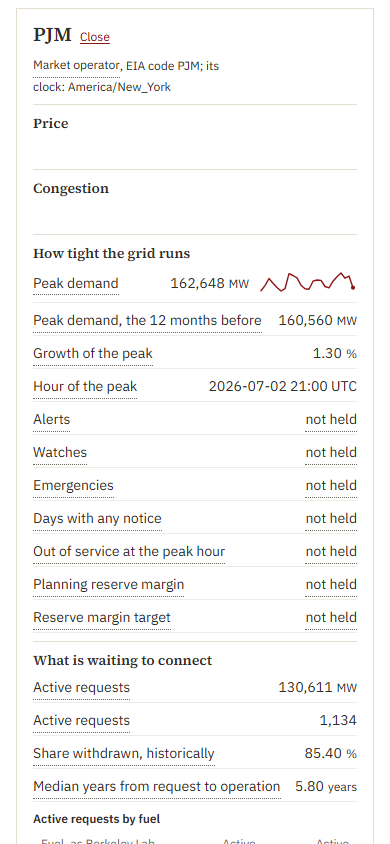 PJM Close
Market operator, EIA code PJM; its
clock: America/New_York
Price
Congestion
How tight the grid runs
Peak demand 162,648 MW
Peak demand, the 12 months before 160,560 MW
Growth of the peak 1.30 %
Hour of the peak 2026-07-02 21:00 UTC
Alerts not held
Watches not held
Emergencies not held
Days with any notice not held
Out of service at the peak hour not held
Planning reserve margin not held
Reserve margin target not held
What is waiting to connect
Active requests 130,611 MW
Active requests 1,134
Share withdrawn, historically 85.40 %
Median years from request to operation 5.80 years
Active requests by fuel
Fuel, as Berkeley Lab Active Active